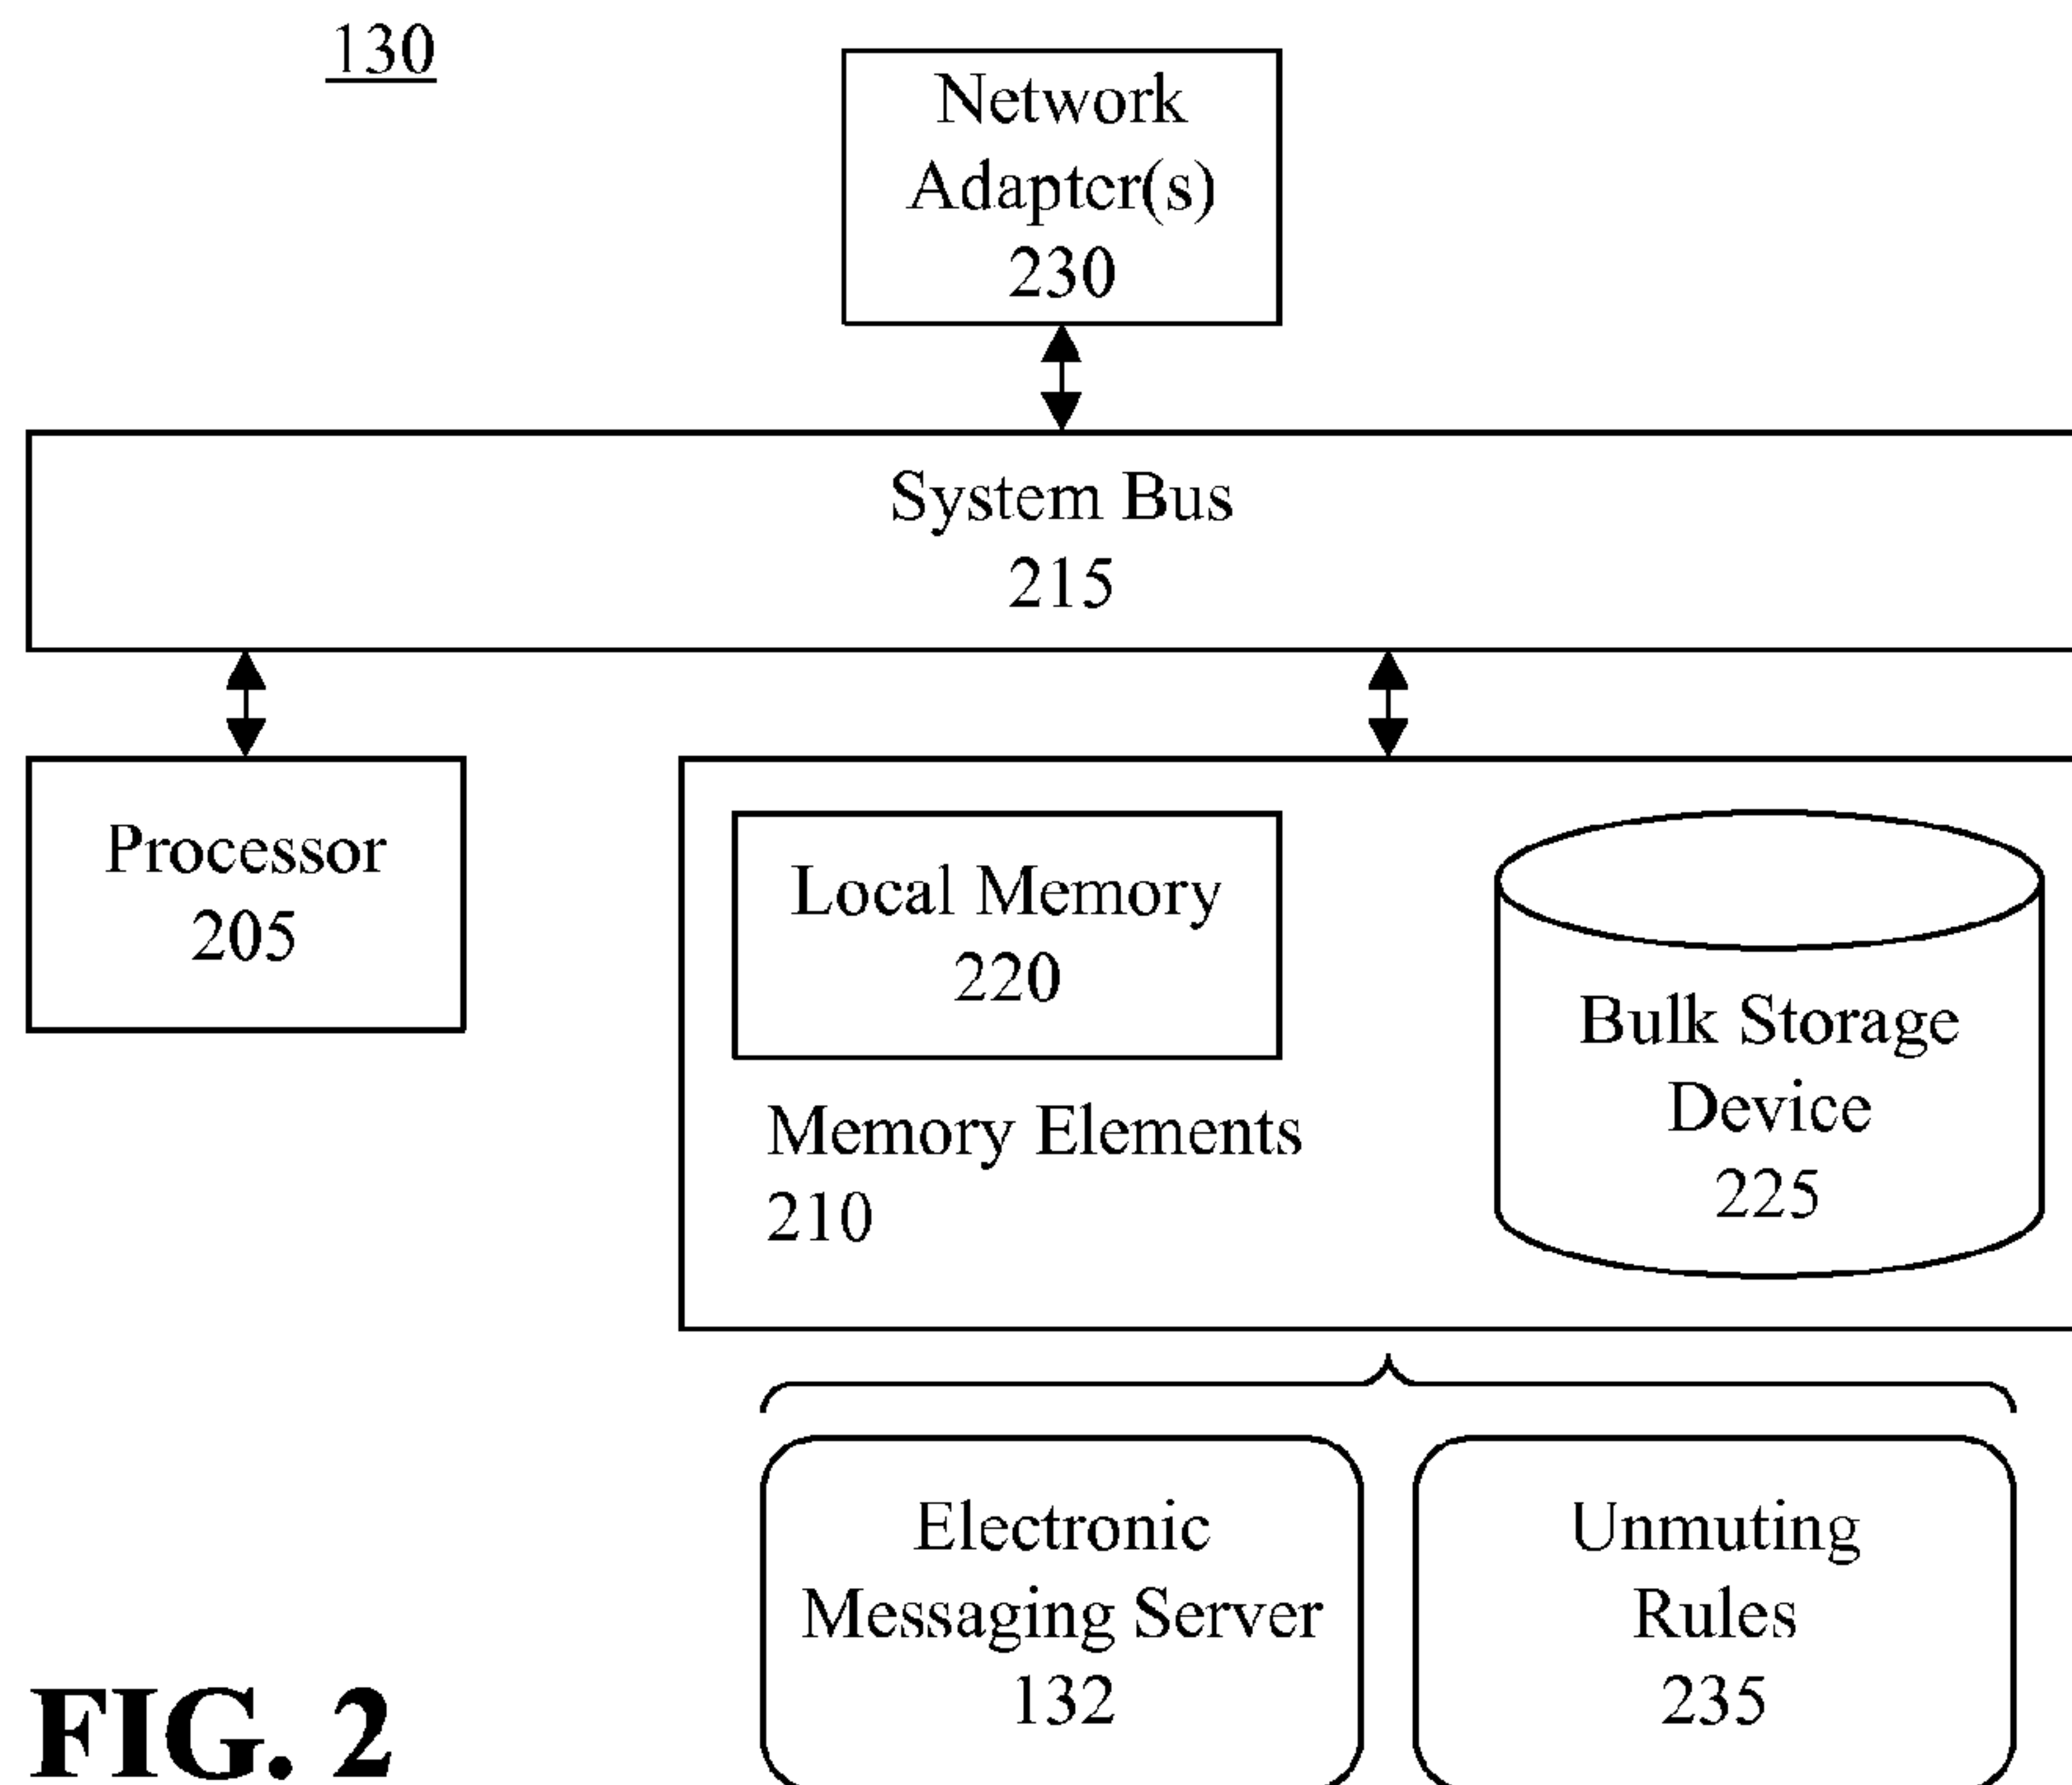 130
Network
Adapter(s)
230
System Bus
215
Processor
205
Local Memory
220
Memory Elements
210
Bulk Storage
Device
225
Electronic
Messaging Server
132
Unmuting
Rules
235
FIG. 2